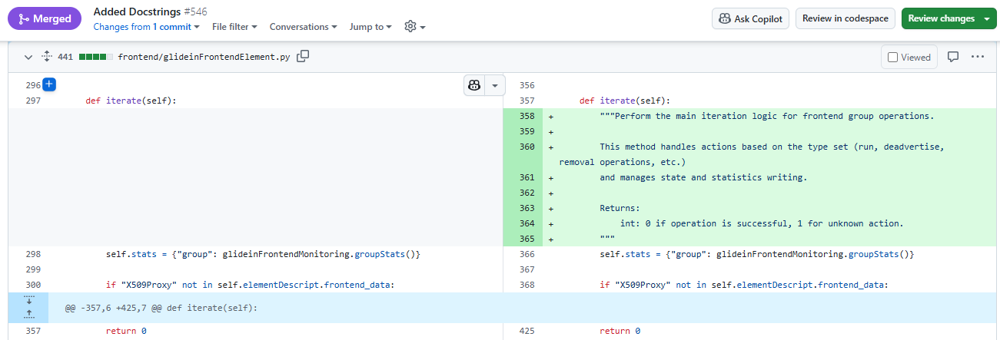 Merged
Added Docstrings #546
Changes from 1 commit
File filter
Conversations
Jump to
Ask Copilot
Review in codespace
Review changes
441 frontend/glideinFrontendElement.py
Viewed
296 356
297 def iterate(self): 357 def iterate(self):
358 + """Perform the main iteration logic for frontend group operations.
359 +
360 + This method handles actions based on the type set (run, deadvertise,
removal operations, etc.)
361 + and manages state and statistics writing.
362 +
363 + Returns:
364 + int: 0 if operation is successful, 1 for unknown action.
365 + """
298 self.stats = {"group": glideinFrontendMonitoring.groupStats()} 366 self.stats = {"group": glideinFrontendMonitoring.groupStats()}
299 367
300 if "X509Proxy" not in self.elementDescript.frontend_data: 368 if "X509Proxy" not in self.elementDescript.frontend_data:
@@ -357,6 +425,7 @@ def iterate(self):
357 return 0 425 return 0